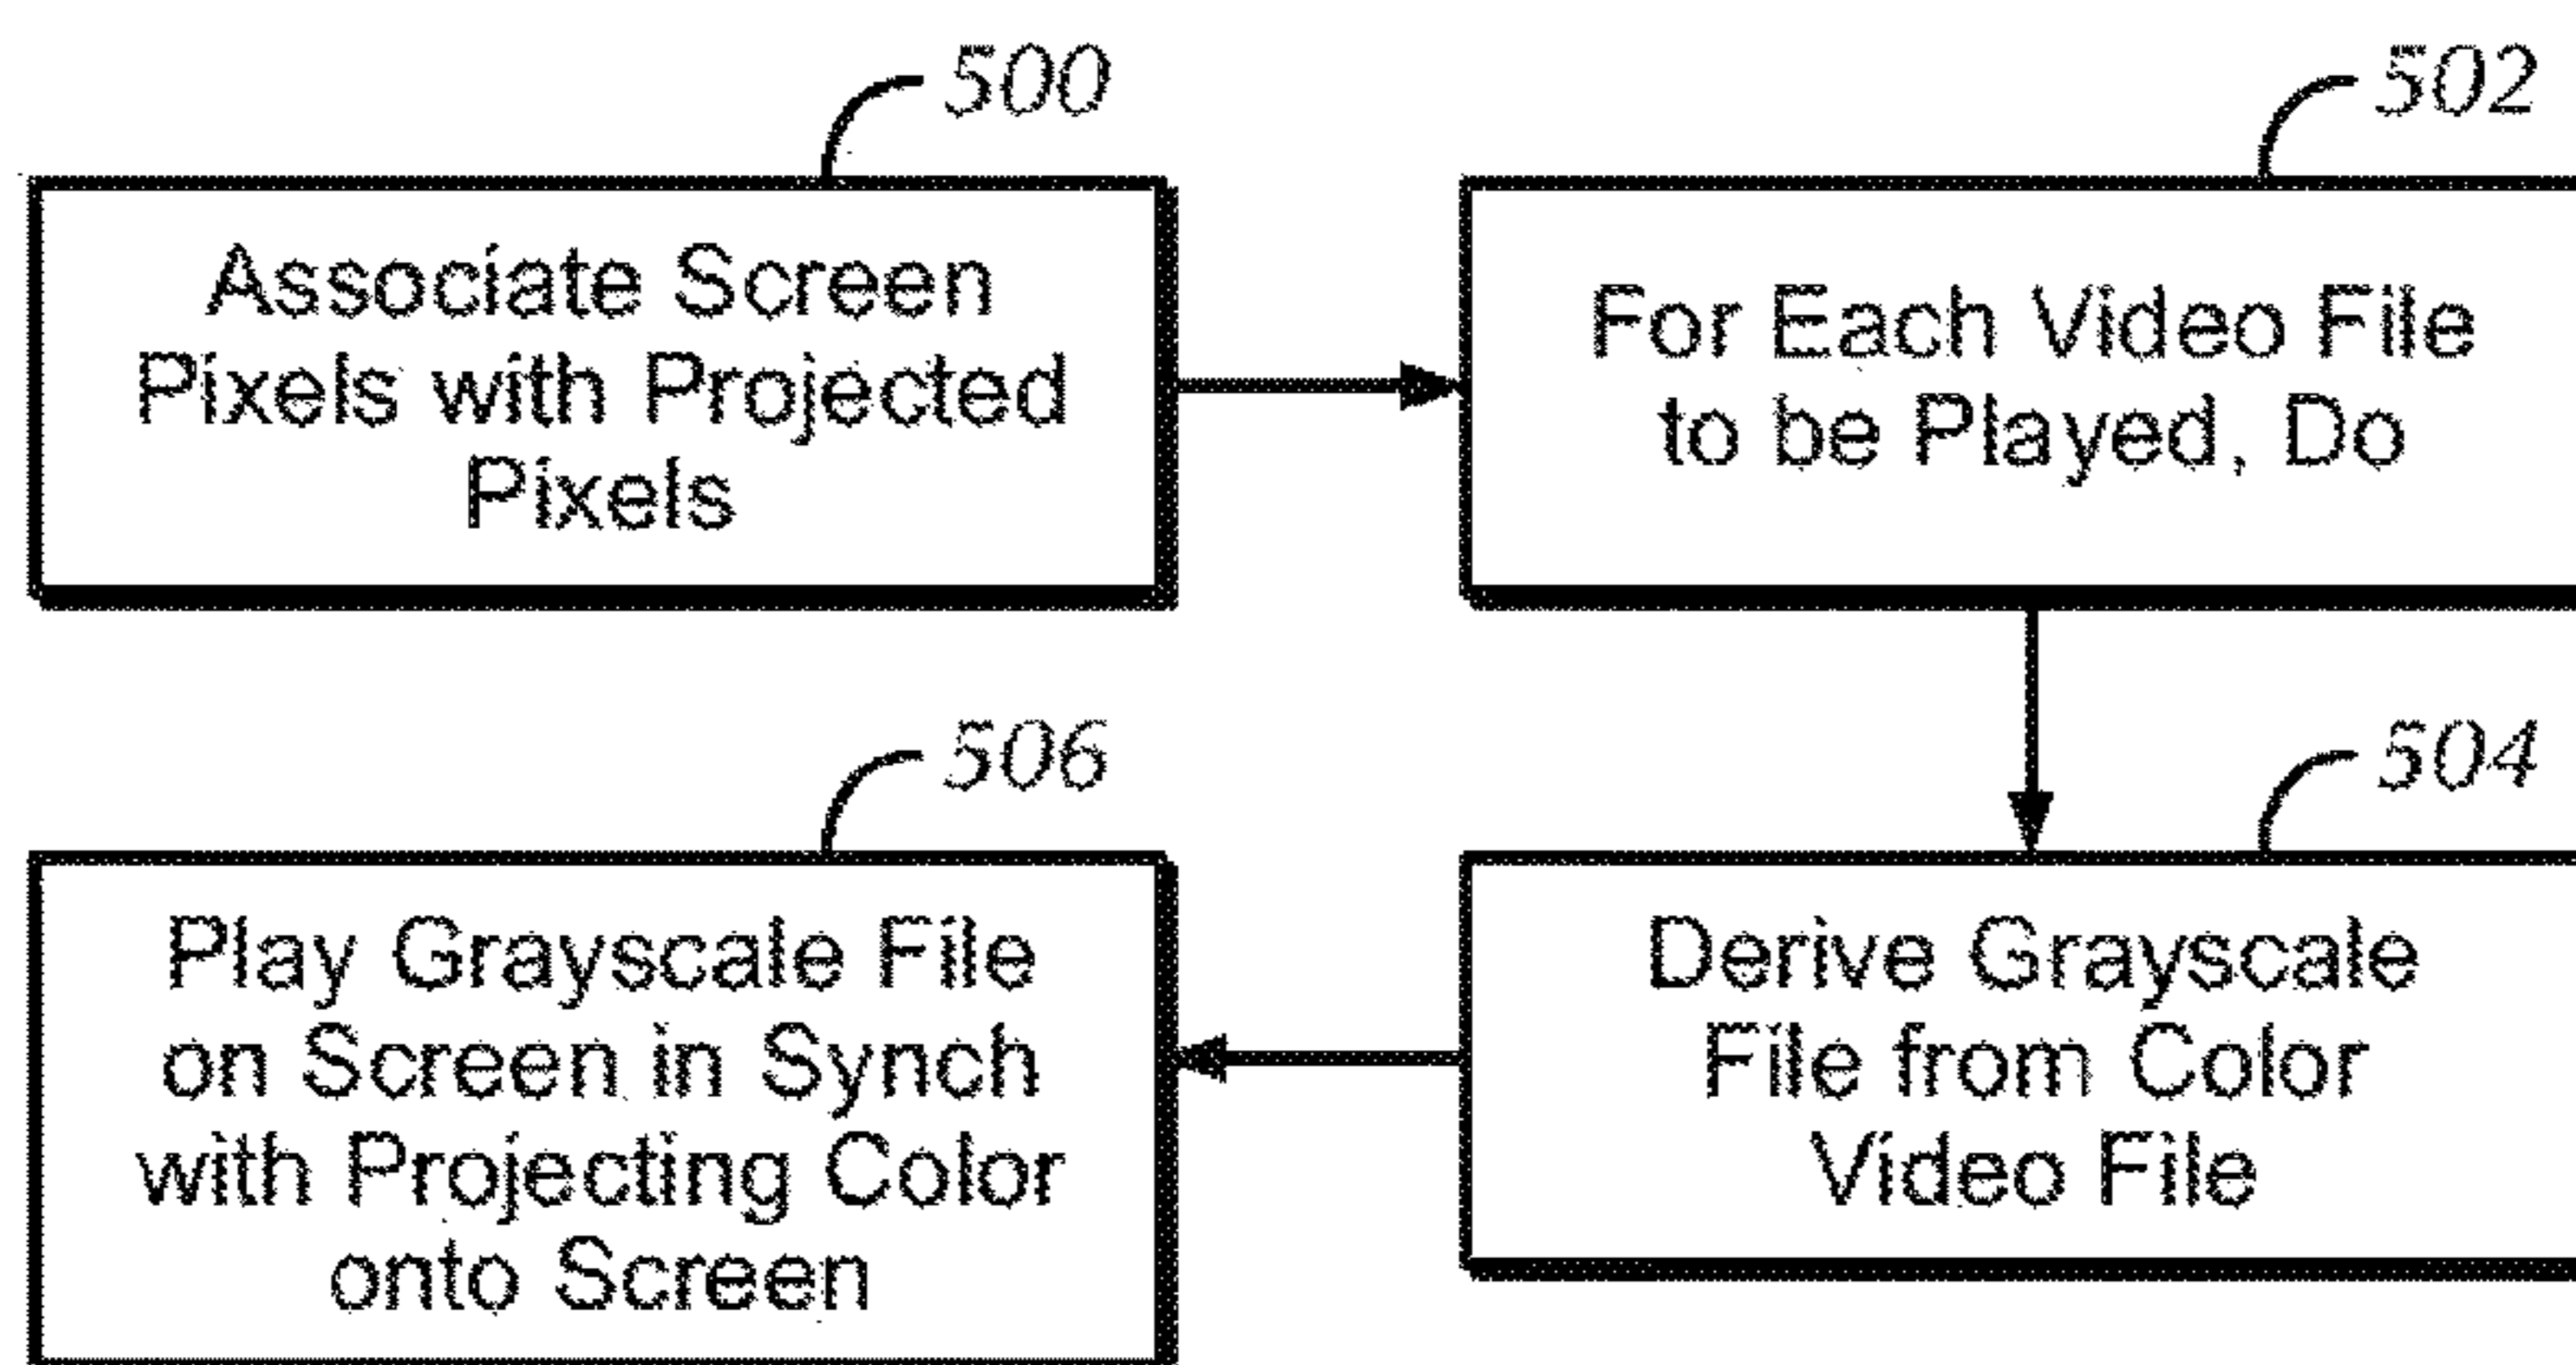 500
Associate Screen
Pixels with Projected
Pixels
502
For Each Video File
to be Played, Do
504
Derive Grayscale
File from Color
Video File
506
Play Grayscale File
on Screen in Synch
with Projecting Color
onto Screen